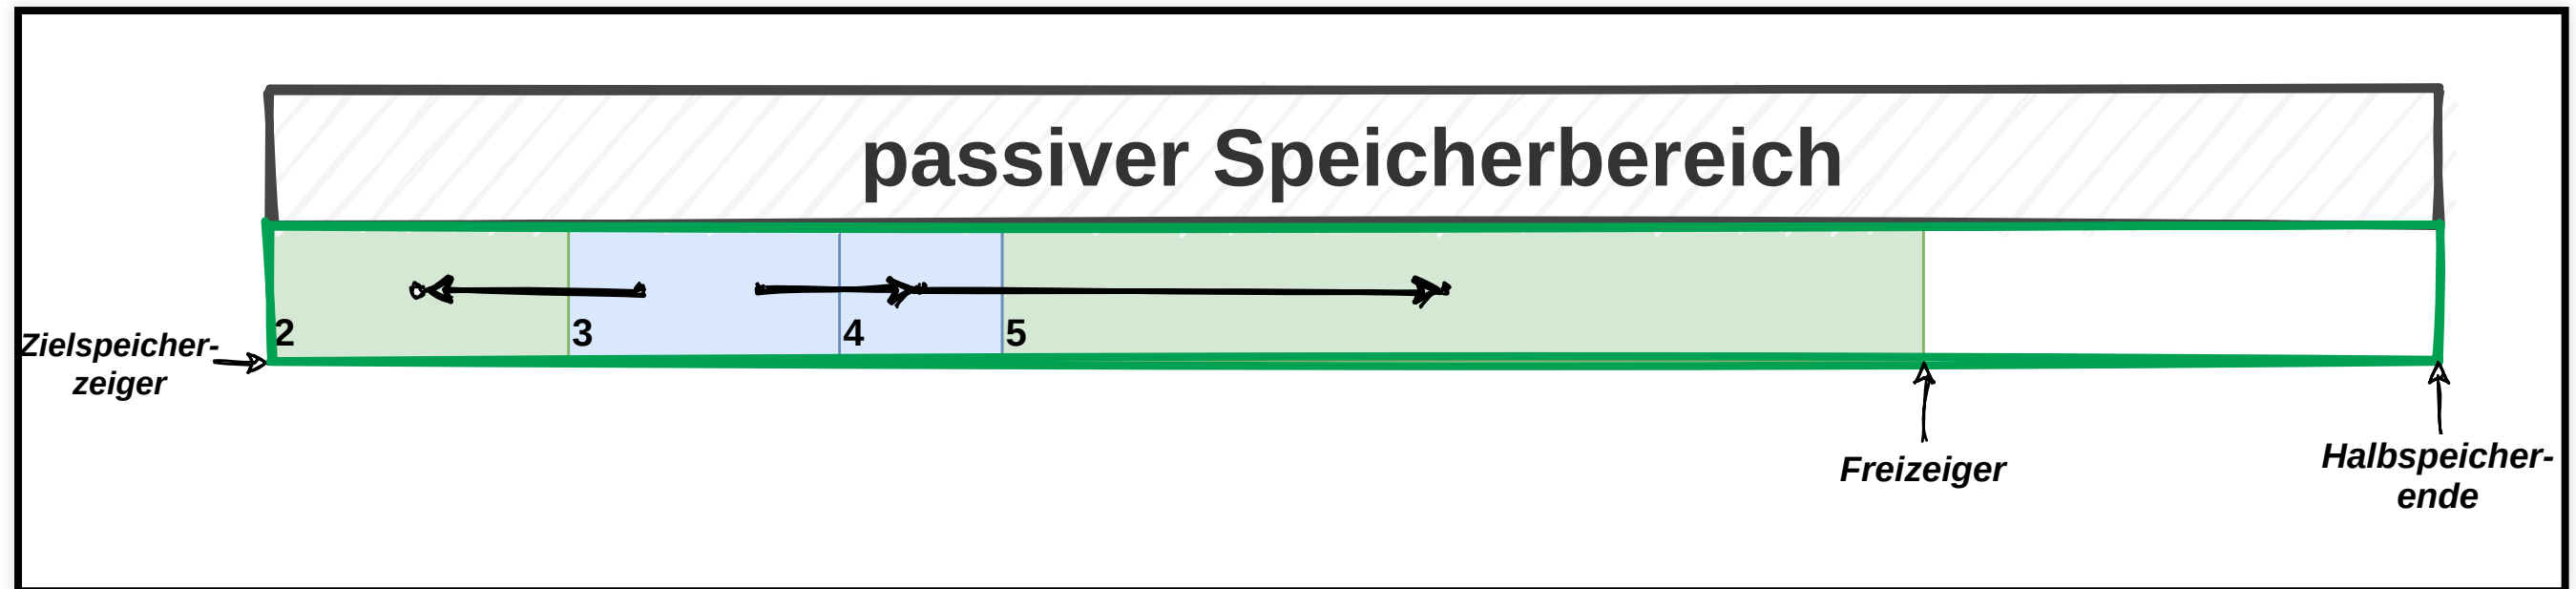 passiver Speicherbereich
2
3
4
5
Zielspeicher-
zeiger
Freizeiger
Halbspeicher-
ende